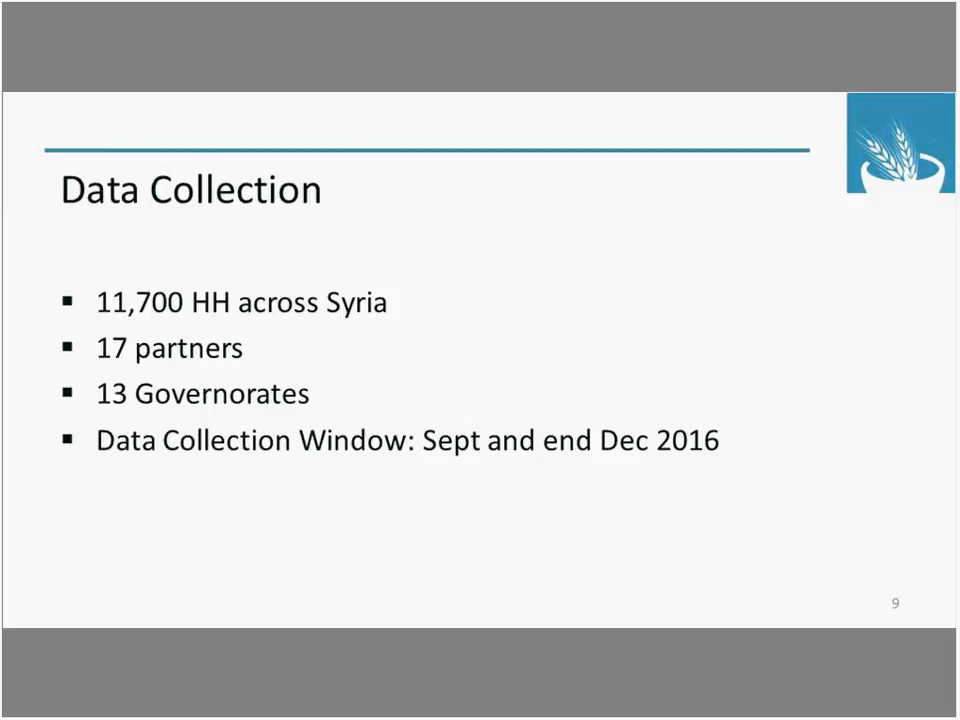 Data Collection
▪ 11,700 HH across Syria
▪ 17 partners
▪ 13 Governorates
▪ Data Collection Window: Sept and end Dec 2016
9